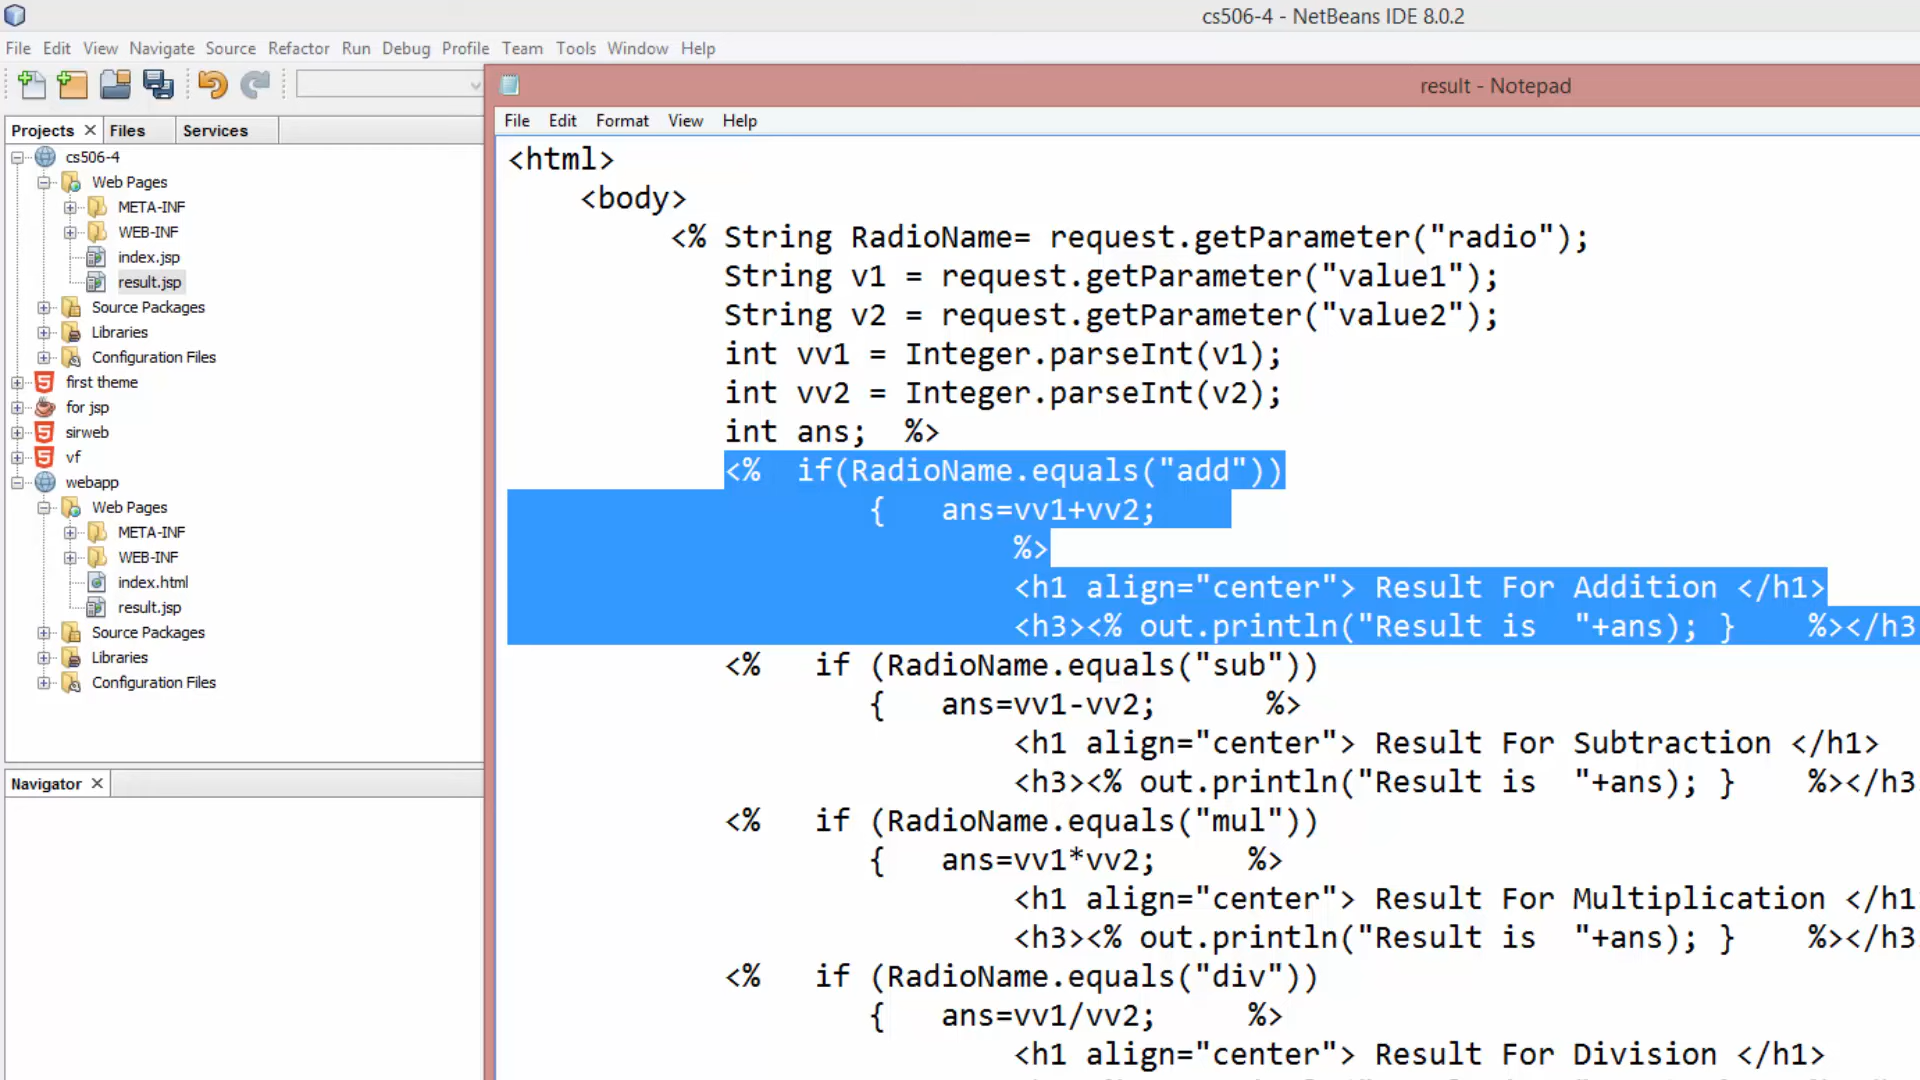 cs506-4 - NetBeans IDE 8.0.2
File Edit View Navigate Source Refactor Run Debug Profile Team Tools Window Help
Projects Files Services
cs506-4
Web Pages
META-INF
WEB-INF
index.jsp
result.jsp
Source Packages
Libraries
Configuration Files
first theme
for jsp
sirweb
vf
webapp
Web Pages
META-INF
WEB-INF
index.html
result.jsp
Source Packages
Libraries
Configuration Files
Navigator
result - Notepad
File Edit Format View Help
<html>
<body>
<% String RadioName= request.getParameter("radio");
String v1 = request.getParameter("value1");
String v2 = request.getParameter("value2");
int vv1 = Integer.parseInt(v1);
int vv2 = Integer.parseInt(v2);
int ans;  %>
<%  if(RadioName.equals("add"))
{   ans=vv1+vv2;
%>
<h1 align="center"> Result For Addition </h1>
<h3><% out.println("Result is  "+ans); }    %></h3
<%   if (RadioName.equals("sub"))
{   ans=vv1-vv2;      %>
<h1 align="center"> Result For Subtraction </h1>
<h3><% out.println("Result is  "+ans); }    %></h3
<%   if (RadioName.equals("mul"))
{   ans=vv1*vv2;     %>
<h1 align="center"> Result For Multiplication </h1
<h3><% out.println("Result is  "+ans); }    %></h3
<%   if (RadioName.equals("div"))
{   ans=vv1/vv2;     %>
<h1 align="center"> Result For Division </h1>